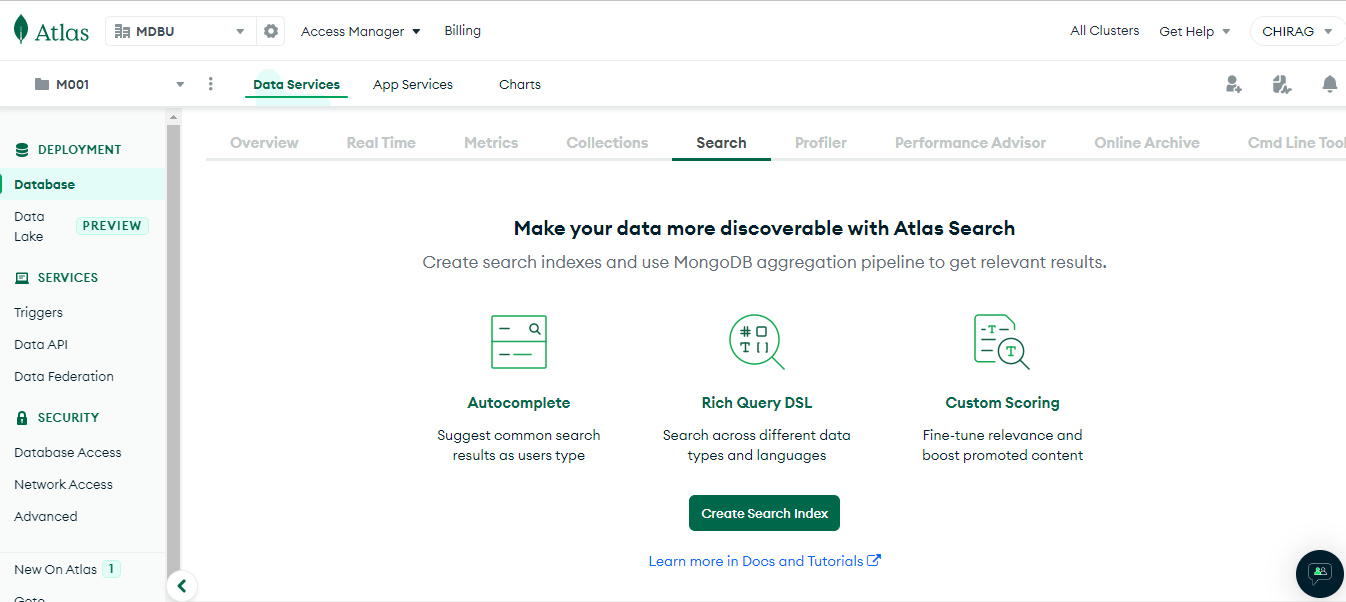 Atlas
MDBU
Access Manager
Billing
All Clusters
Get Help
CHIRAG
M001
Data Services
App Services
Charts
DEPLOYMENT
Database
Data
Lake
PREVIEW
SERVICES
Triggers
Data API
Data Federation
SECURITY
Database Access
Network Access
Advanced
New On Atlas 1
Goto
Overview
Real Time
Metrics
Collections
Search
Profiler
Performance Advisor
Online Archive
Cmd Line Tool
Make your data more discoverable with Atlas Search
Create search indexes and use MongoDB aggregation pipeline to get relevant results.
Autocomplete
Suggest common search
results as users type
Rich Query DSL
Search across different data
types and languages
Custom Scoring
Fine-tune relevance and
boost promoted content
Create Search Index
Learn more in Docs and Tutorials